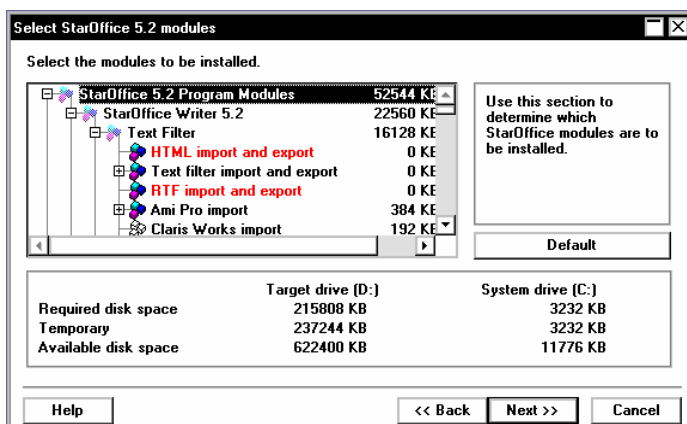 Select StarOffice 5.2 modules
Select the modules to be installed.
StarOffice 5.2 Program Modules 52544 KB
StarOffice Writer 5.2 22560 KB
Text Filter 16128 KB
HTML import and export 0 KB
Text filter import and export 0 KB
RTF import and export 0 KB
Ami Pro import 384 KB
Claris Works import 192 KB
Use this section to
determine which
StarOffice modules are to
be installed.
Default
Target drive (D:) System drive (C:)
Required disk space 215808 KB 3232 KB
Temporary 237244 KB 3232 KB
Available disk space 622400 KB 11776 KB
Help << Back Next >> Cancel